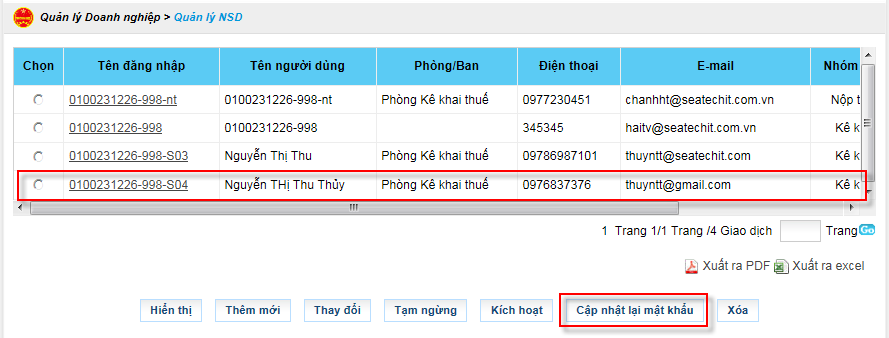 Quản lý Doanh nghiệp > Quản lý NSD
Chọn Tên đăng nhập Tên người dùng Phòng/Ban Điện thoại E-mail Nhóm
0100231226-998-nt 0100231226-998-nt Phòng Kê khai thuế 0977230451 chanhht@seatechit.com.vn Nộp t
0100231226-998 0100231226-998 345345 haitv@seatechit.com.vn Kê k
0100231226-998-S03 Nguyễn Thị Thu Phòng Kê khai thuế 09786987101 thuyntt@seatechit.com Kê k
0100231226-998-S04 Nguyễn THị Thu Thủy Phòng Kê khai thuế 0976837376 thuyntt@gmail.com Kê k
1 Trang 1/1 Trang /4 Giao dịch Trang Go
Xuất ra PDF Xuất ra excel
Hiển thị Thêm mới Thay đổi Tạm ngừng Kích hoạt Cập nhật lại mật khẩu Xóa